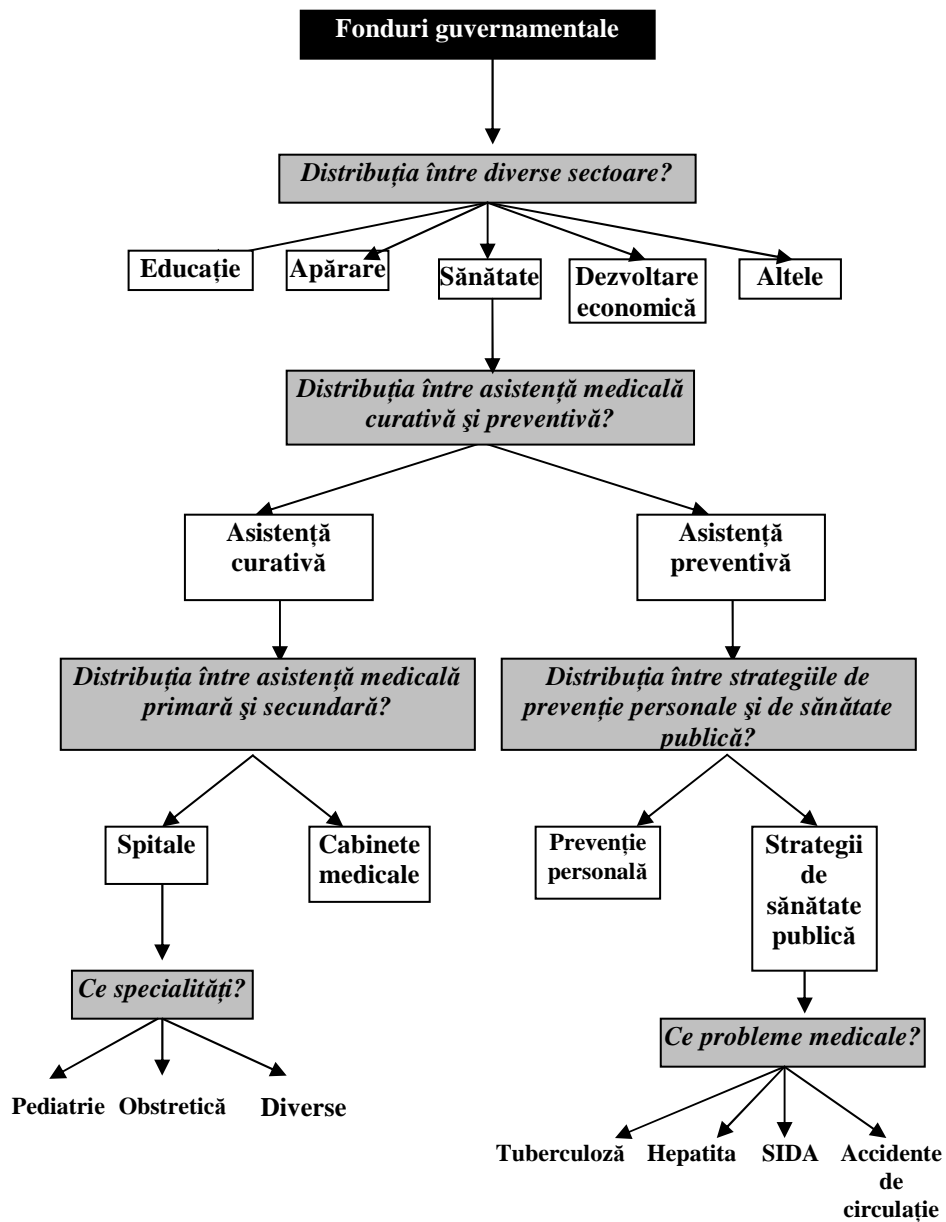 Fonduri guvernamentale
Distribuția între diverse sectoare?
Educație
Apărare
Sănătate
Dezvoltare
economică
Altele
Distribuția între asistență medicală
curativă şi preventivă?
Asistență
curativă
Asistență
preventivă
Distribuția între asistență medicală
primară şi secundară?
Distribuția între strategiile de
prevenție personale şi de sănătate
publică?
Spitale
Cabinete
medicale
Prevenție
personală
Strategii
de
sănătate
publică
Ce specialități?
Ce probleme medicale?
Pediatrie
Obstretică
Diverse
Tuberculoză
Hepatita
SIDA
Accidente
de
circulație